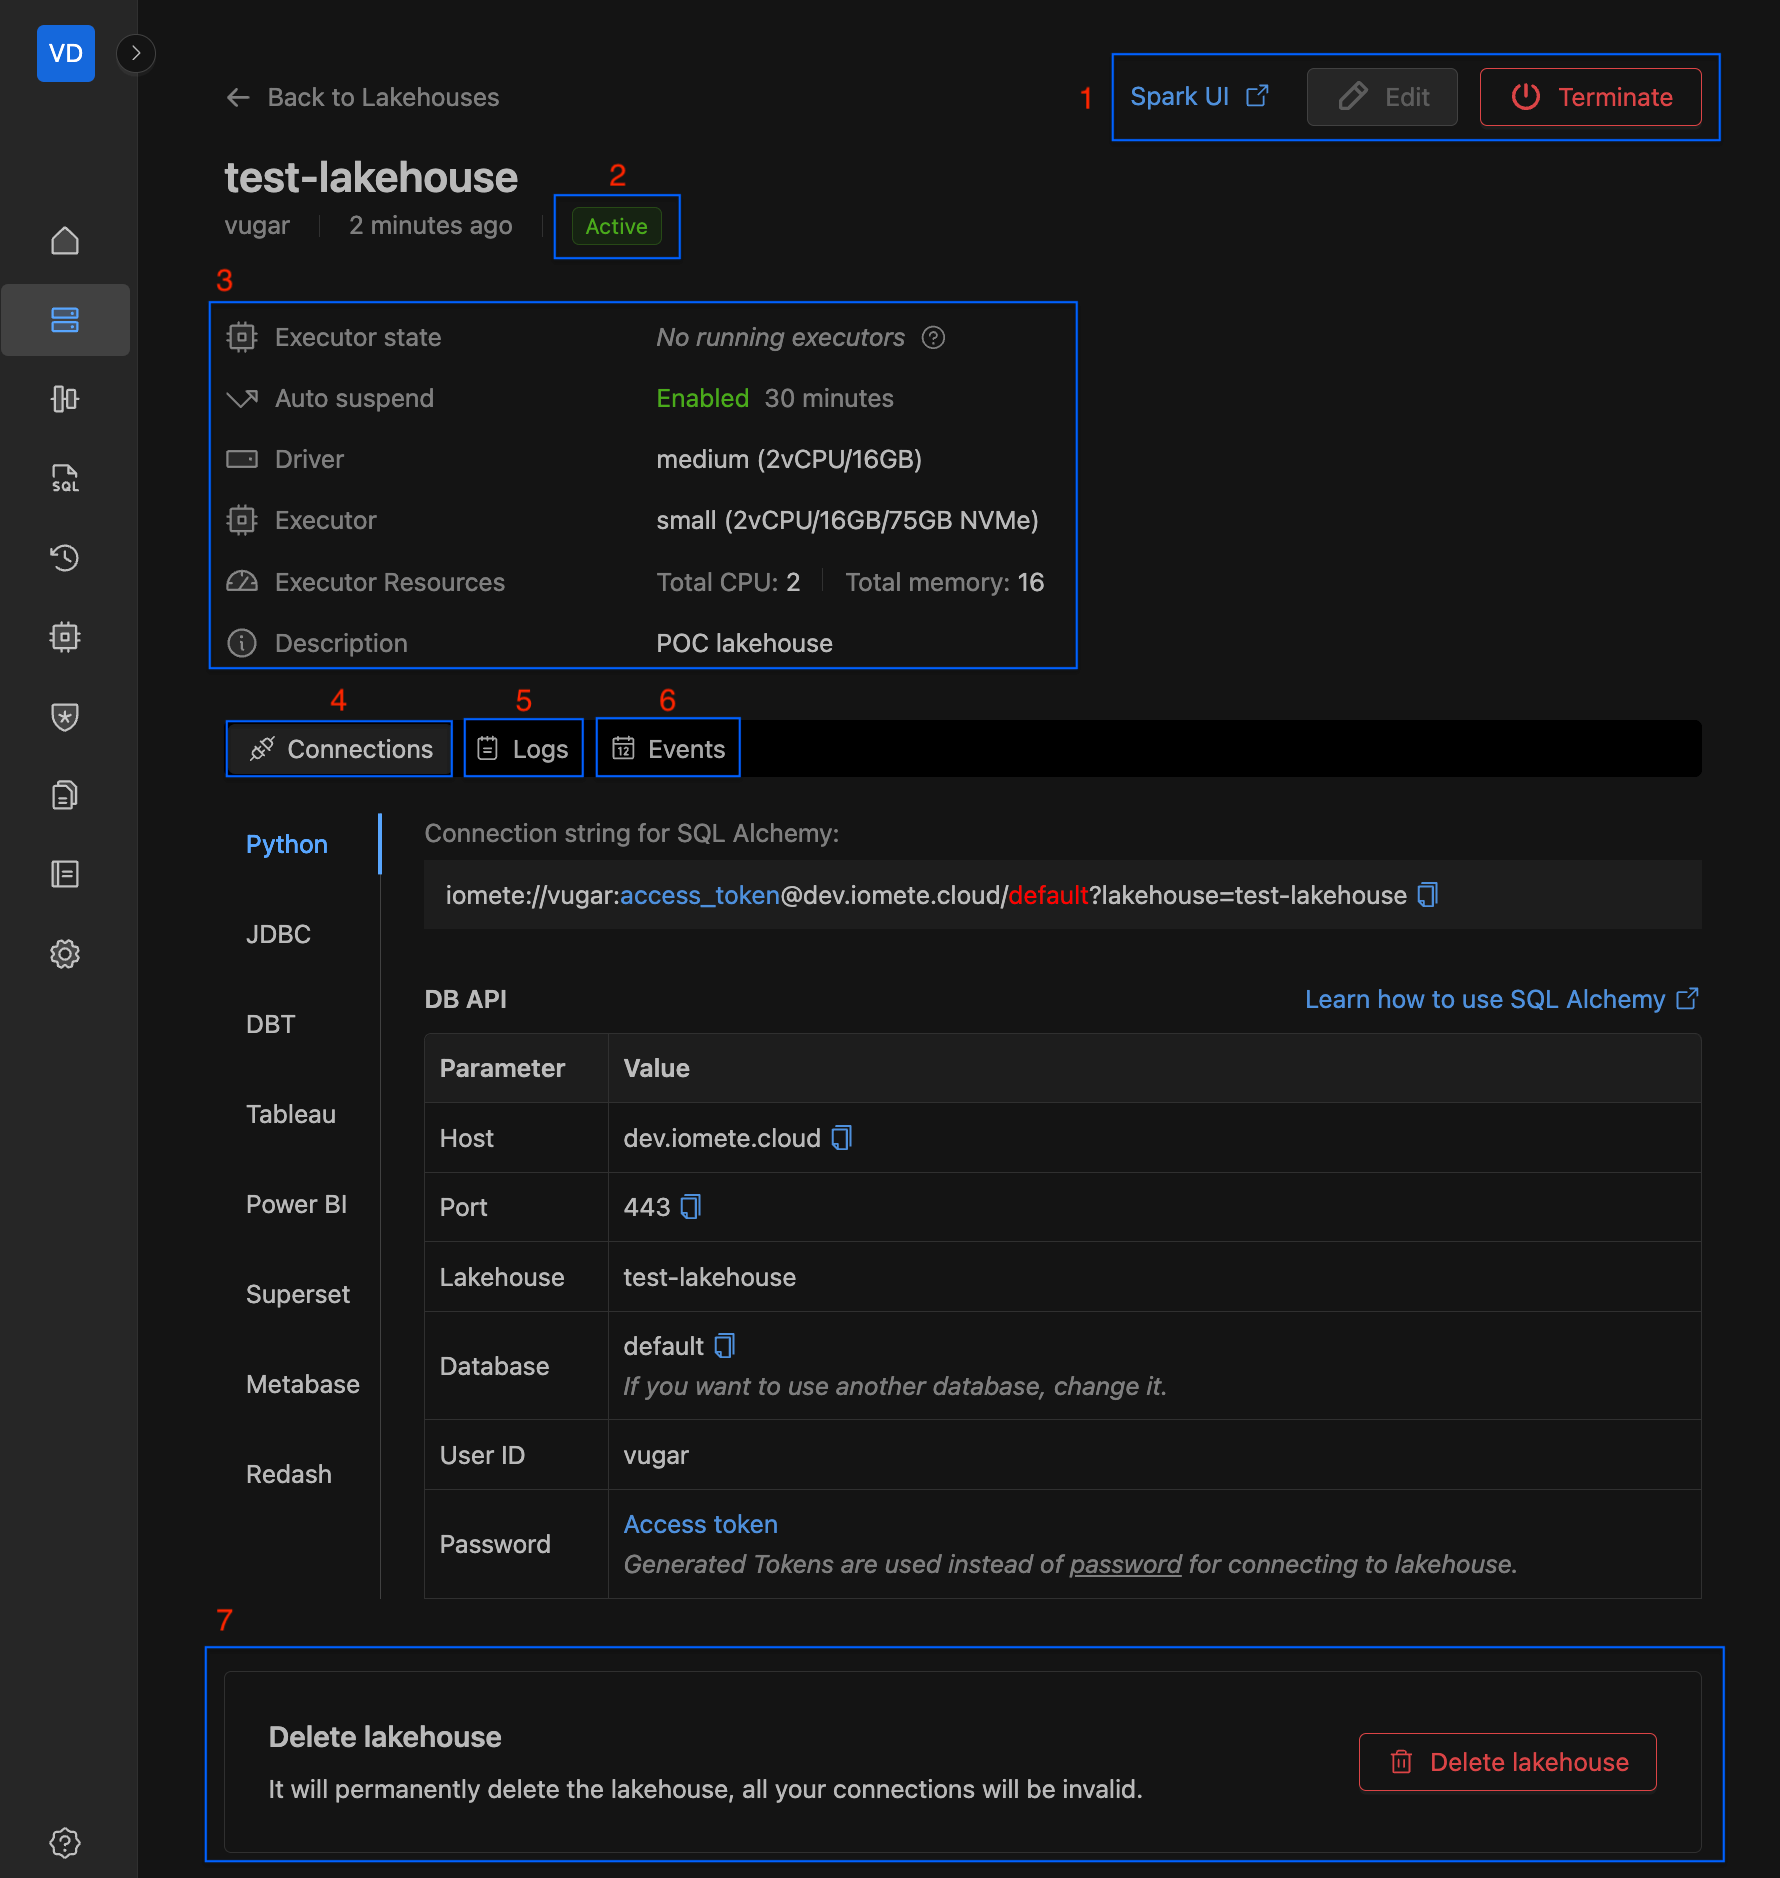 VD
Back to Lakehouses
1
Spark UI
Edit
Terminate
test-lakehouse
2
vugar
2 minutes ago
Active
3
Executor state
No running executors
Auto suspend
Enabled 30 minutes
Driver
medium (2vCPU/16GB)
Executor
small (2vCPU/16GB/75GB NVMe)
Executor Resources
Total CPU: 2
Total memory: 16
Description
POC lakehouse
4
5
6
Connections
Logs
12
Events
SQL
Python
JDBC
DBT
Tableau
Power BI
Superset
Metabase
Redash
Connection string for SQL Alchemy:
iomete://vugar:access_token@dev.iomete.cloud/default?lakehouse=test-lakehouse
DB API
Learn how to use SQL Alchemy
Parameter
Value
Host
dev.iomete.cloud
Port
443
Lakehouse
test-lakehouse
Database
default
If you want to use another database, change it.
User ID
vugar
Password
Access token
Generated Tokens are used instead of password for connecting to lakehouse.
7
Delete lakehouse
It will permanently delete the lakehouse, all your connections will be invalid.
Delete lakehouse